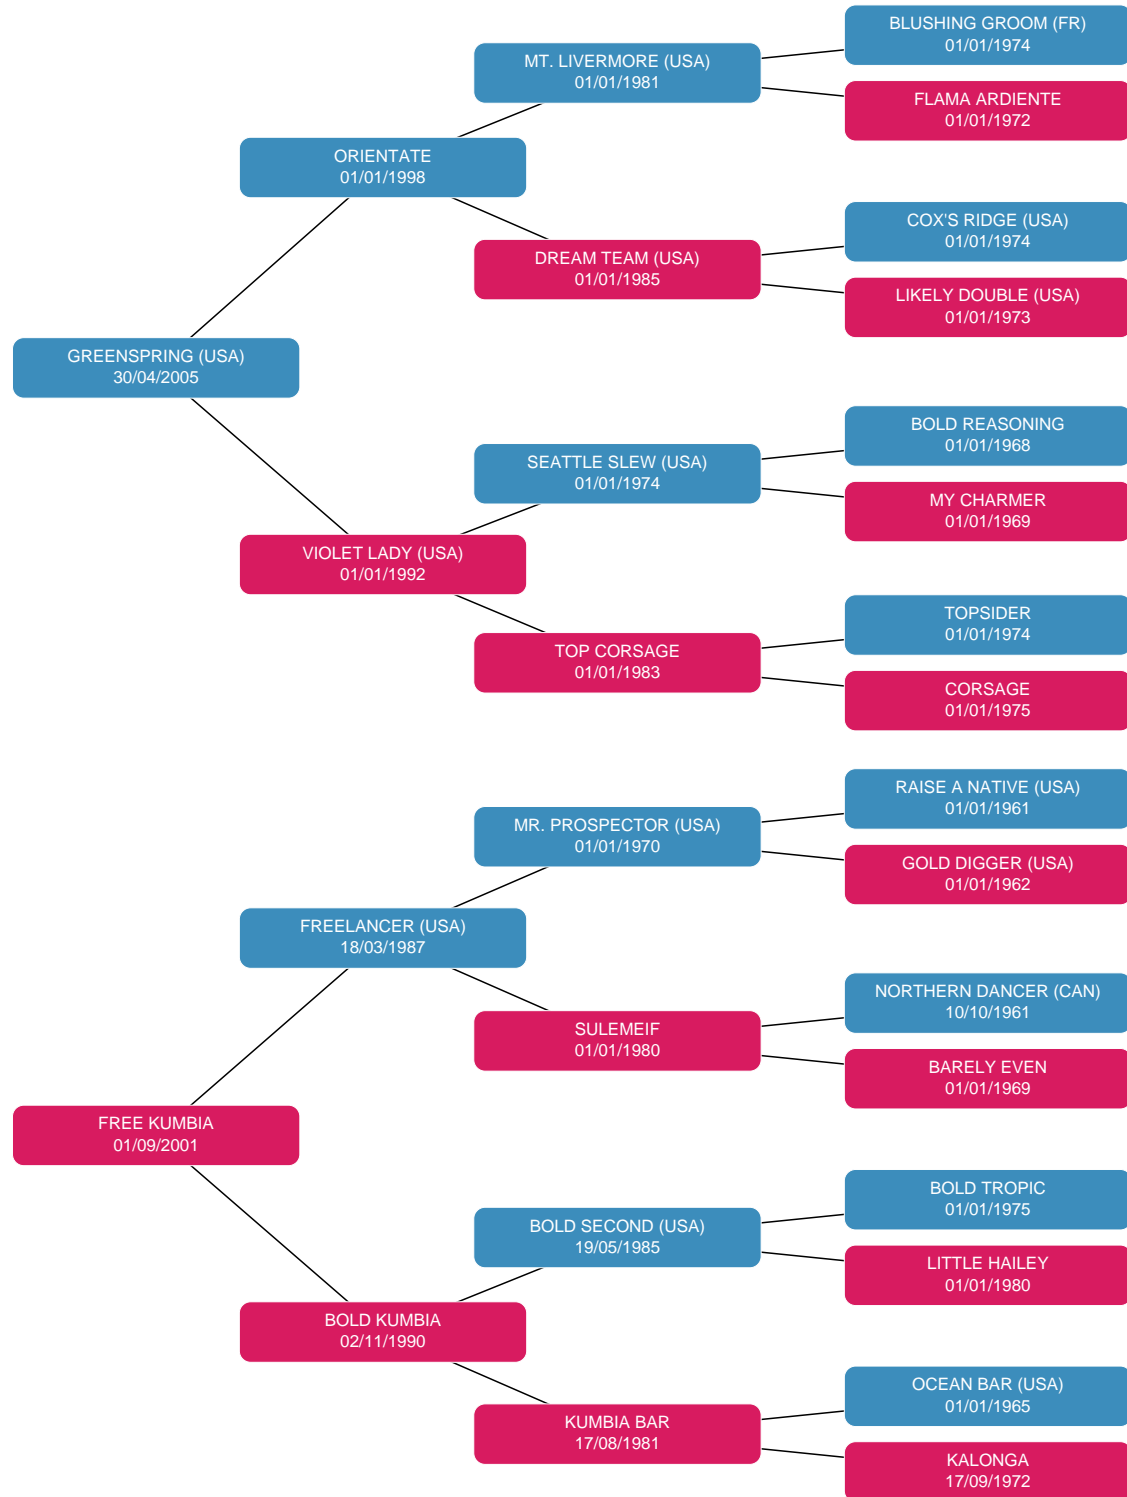 BLUSHING GROOM (FR)
01/01/1974
MT. LIVERMORE (USA)
01/01/1981
FLAMA ARDIENTE
01/01/1972
ORIENTATE
01/01/1998
COX'S RIDGE (USA)
01/01/1974
DREAM TEAM (USA)
01/01/1985
LIKELY DOUBLE (USA)
01/01/1973
GREENSPRING (USA)
30/04/2005
BOLD REASONING
01/01/1968
SEATTLE SLEW (USA)
01/01/1974
MY CHARMER
01/01/1969
VIOLET LADY (USA)
01/01/1992
TOPSIDER
01/01/1974
TOP CORSAGE
01/01/1983
CORSAGE
01/01/1975
RAISE A NATIVE (USA)
01/01/1961
MR. PROSPECTOR (USA)
01/01/1970
GOLD DIGGER (USA)
01/01/1962
FREELANCER (USA)
18/03/1987
NORTHERN DANCER (CAN)
10/10/1961
SULEMEIF
01/01/1980
BARELY EVEN
01/01/1969
FREE KUMBIA
01/09/2001
BOLD TROPIC
01/01/1975
BOLD SECOND (USA)
19/05/1985
LITTLE HAILEY
01/01/1980
BOLD KUMBIA
02/11/1990
OCEAN BAR (USA)
01/01/1965
KUMBIA BAR
17/08/1981
KALONGA
17/09/1972